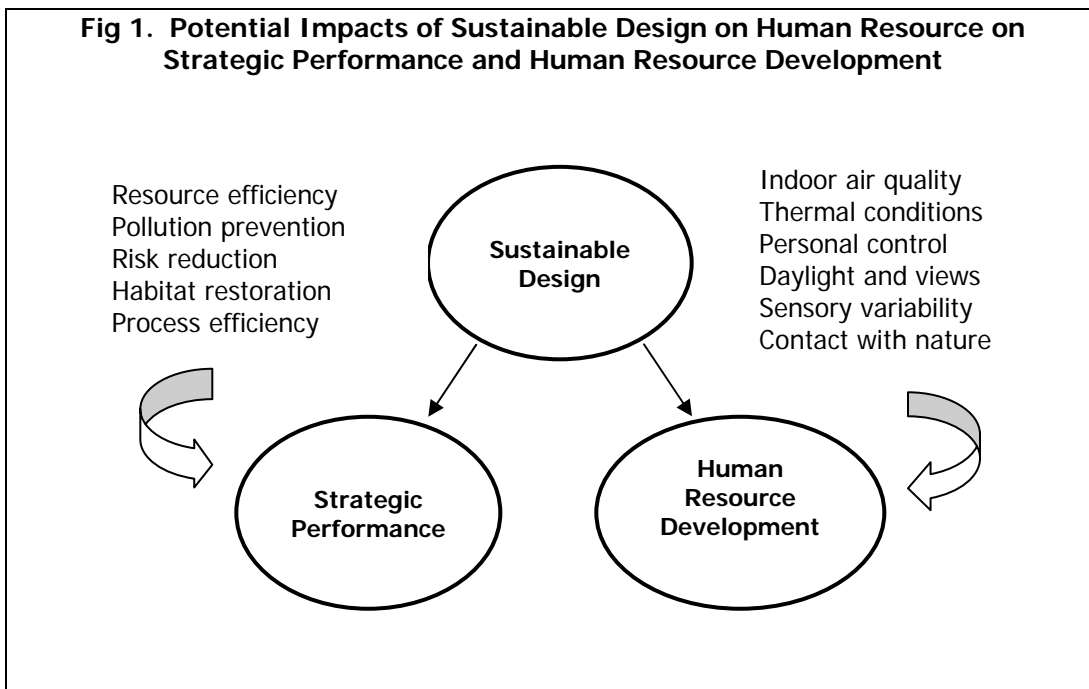 Fig 1. Potential Impacts of Sustainable Design on Human Resource on
Strategic Performance and Human Resource Development
Resource efficiency
Pollution prevention
Risk reduction
Habitat restoration
Process efficiency
Sustainable
Design
Indoor air quality
Thermal conditions
Personal control
Daylight and views
Sensory variability
Contact with nature
Strategic
Performance
Human
Resource
Development